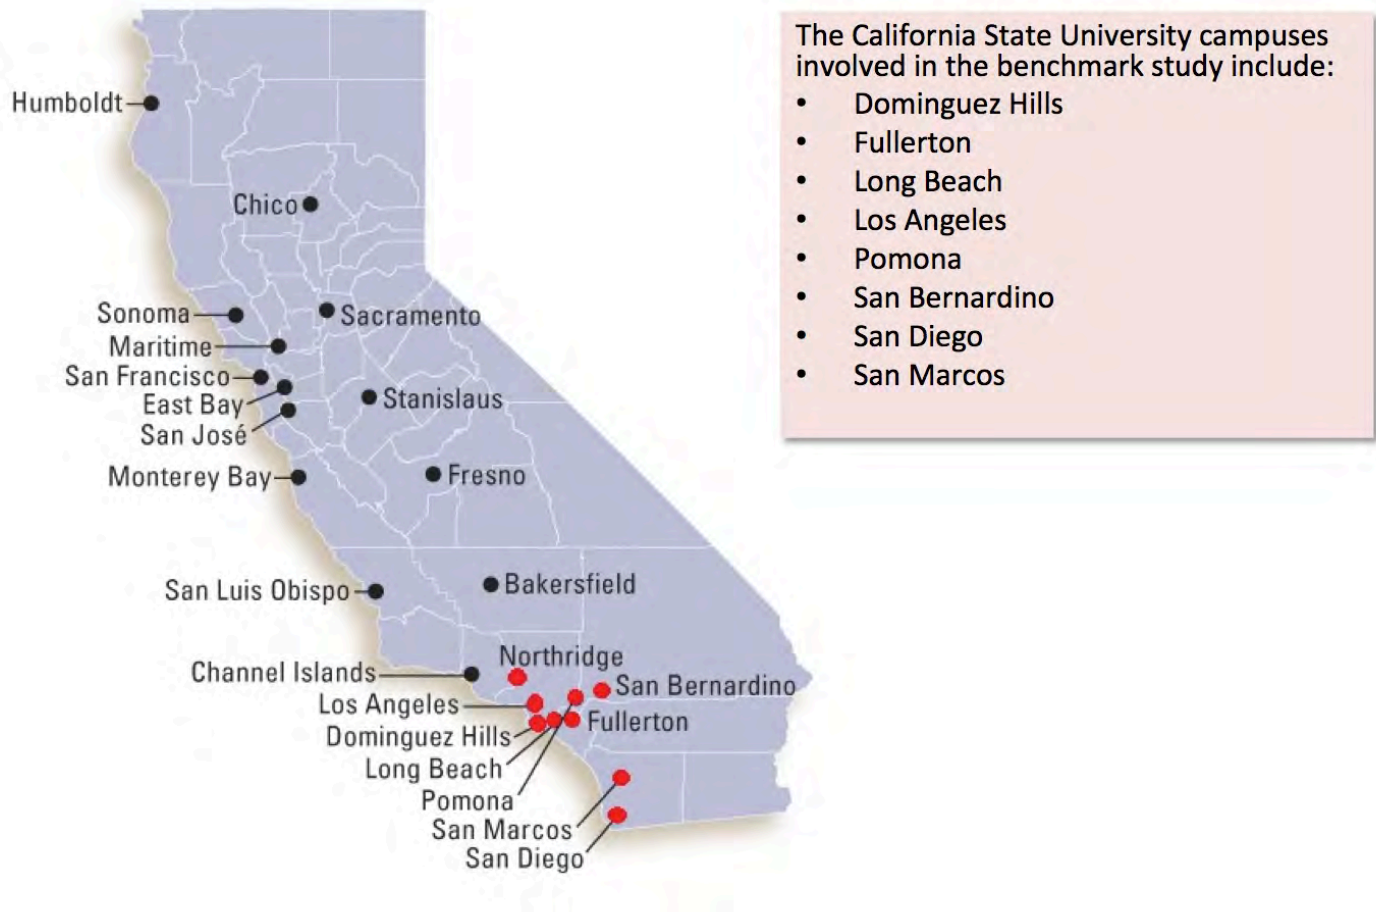 The California State University campuses
involved in the benchmark study include:
• Dominguez Hills
• Fullerton
• Long Beach
• Los Angeles
• Pomona
• San Bernardino
• San Diego
• San Marcos
Humboldt
Chico
Sonoma
Sacramento
Maritime
San Francisco
East Bay
Stanislaus
San José
Monterey Bay
Fresno
San Luis Obispo
Bakersfield
Northridge
Channel Islands
San Bernardino
Los Angeles
Fullerton
Dominguez Hills
Long Beach
Pomona
San Marcos
San Diego